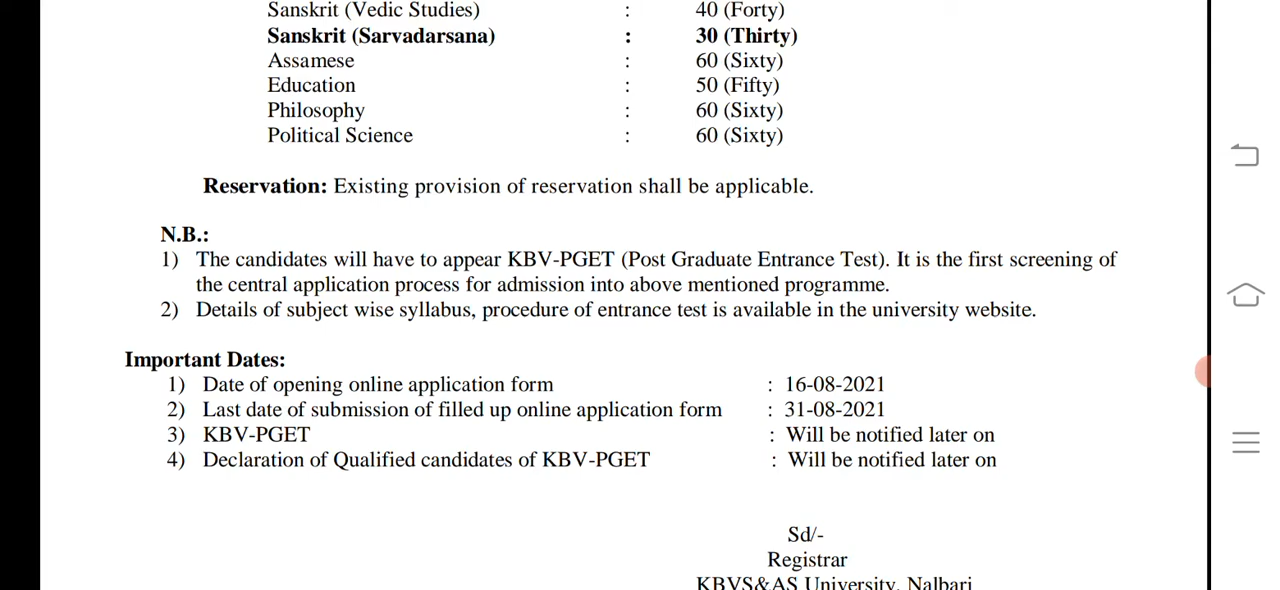 Sanskrit (Vedic Studies) : 40 (Forty)
Sanskrit (Sarvadarsana) : 30 (Thirty)
Assamese : 60 (Sixty)
Education : 50 (Fifty)
Philosophy : 60 (Sixty)
Political Science : 60 (Sixty)
Reservation: Existing provision of reservation shall be applicable.
N.B.:
1) The candidates will have to appear KBV-PGET (Post Graduate Entrance Test). It is the first screening of
the central application process for admission into above mentioned programme.
2) Details of subject wise syllabus, procedure of entrance test is available in the university website.
Important Dates:
1) Date of opening online application form : 16-08-2021
2) Last date of submission of filled up online application form : 31-08-2021
3) KBV-PGET : Will be notified later on
4) Declaration of Qualified candidates of KBV-PGET : Will be notified later on
Sd/-
Registrar
KBVS&AS University, Nalbari